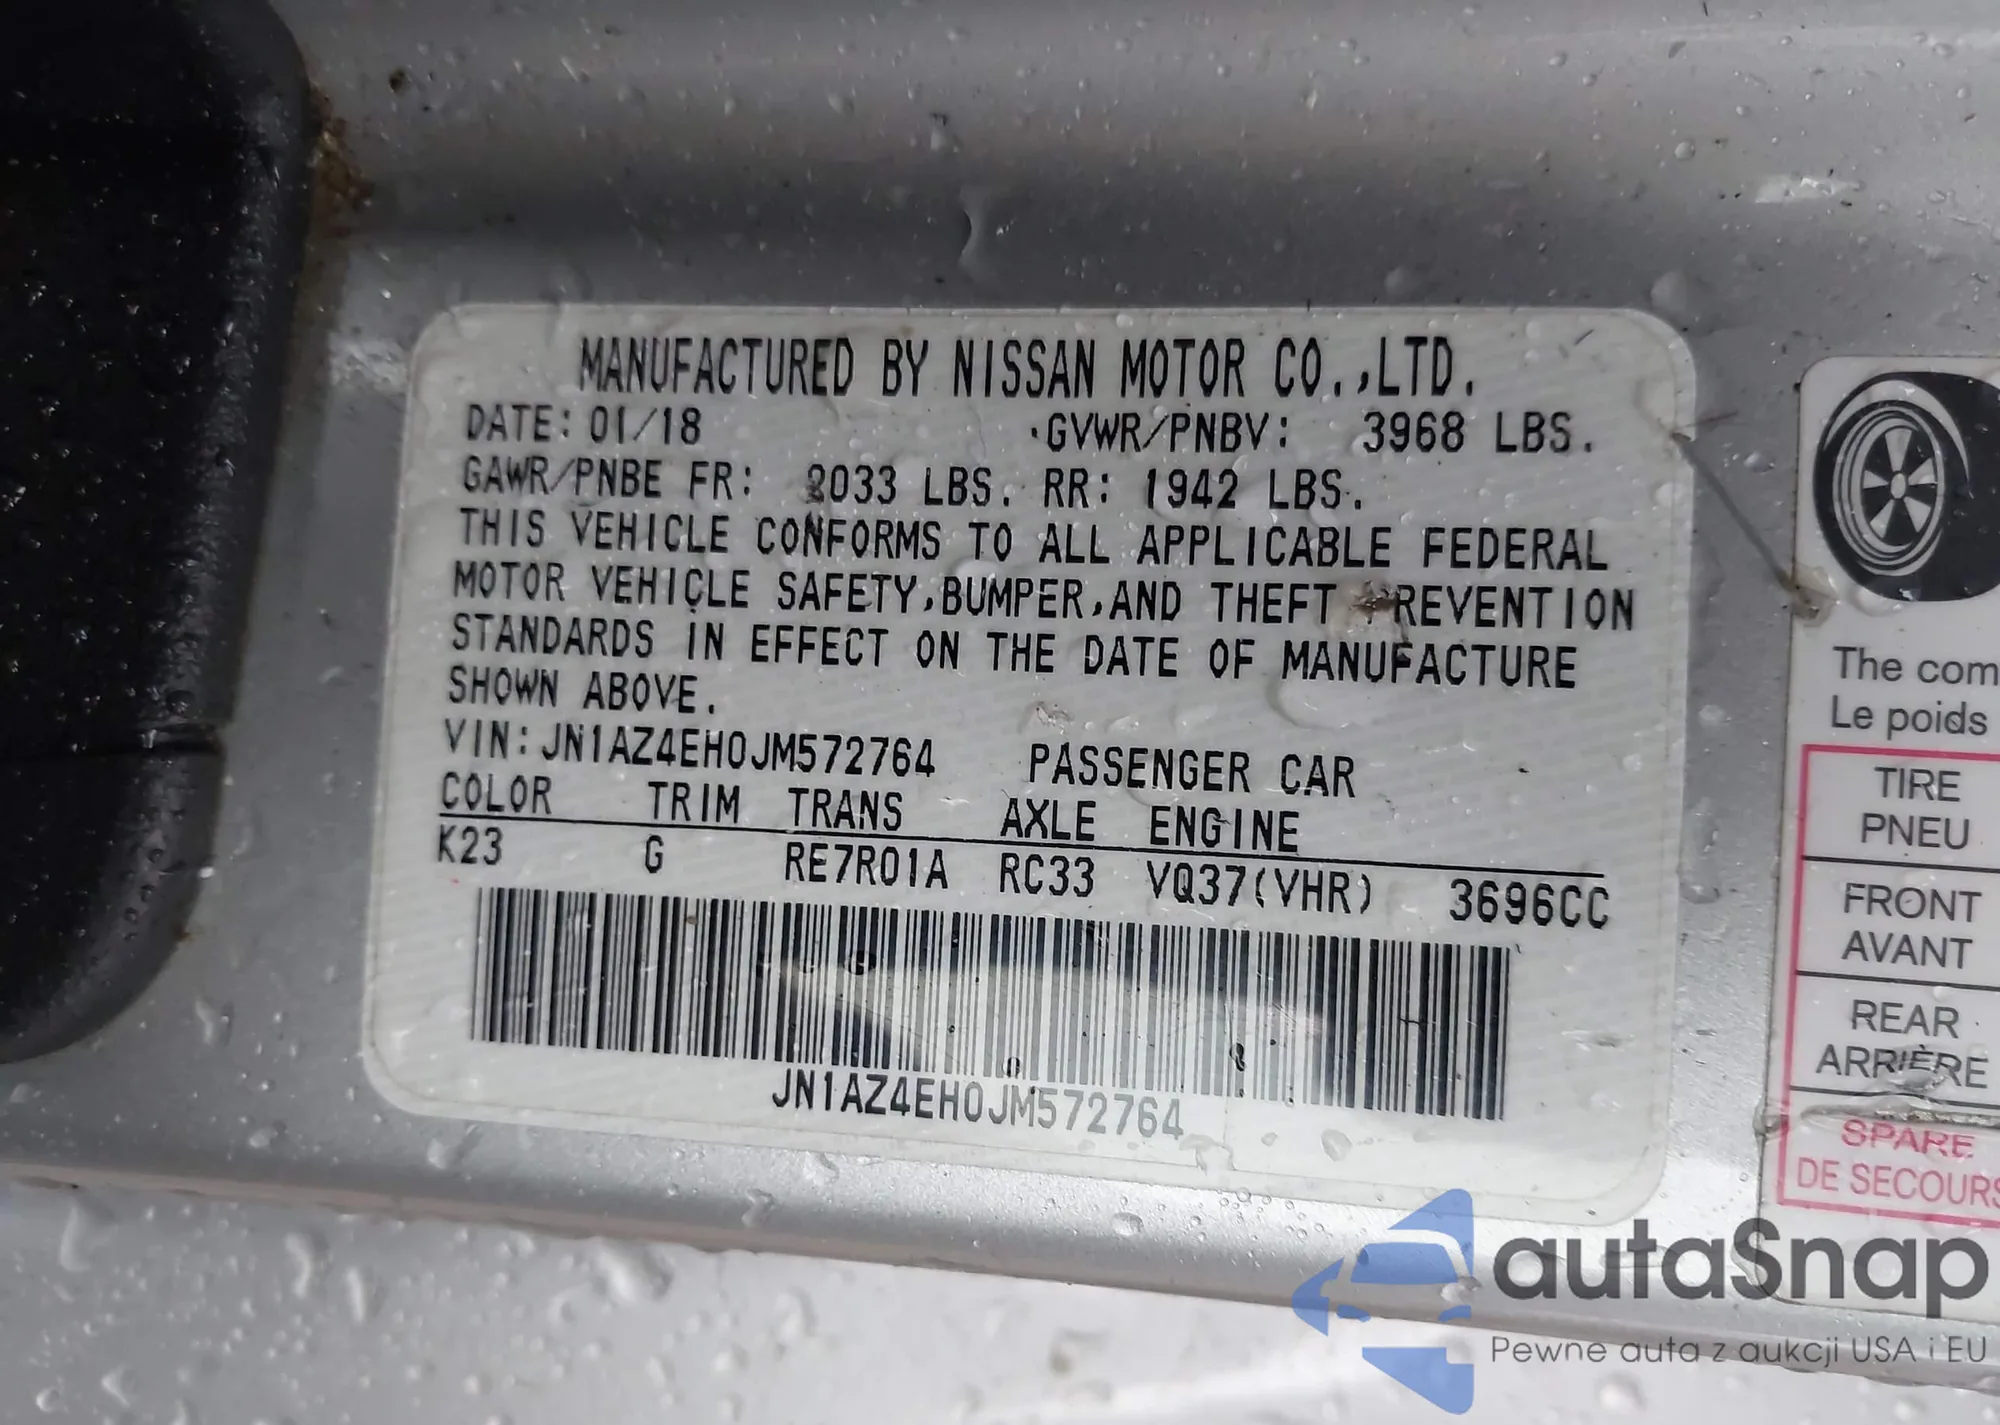 MANUFACTURED BY NISSAN MOTOR CO.,LTD.
DATE: 01/18 GVWR/PNBV: 3968 LBS.
GAWR/PNBE FR: 2033 LBS. RR: 1942 LBS.
THIS VEHICLE CONFORMS TO ALL APPLICABLE FEDERAL
MOTOR VEHICLE SAFETY,BUMPER,AND THEFT PREVENTION
STANDARDS IN EFFECT ON THE DATE OF MANUFACTURE
SHOWN ABOVE.
VIN:JN1AZ4EH0JM572764 PASSENGER CAR
COLOR TRIM TRANS AXLE ENGINE
K23 G RE7R01A RC33 VQ37(VHR) 3696CC
JN1AZ4EH0JM572764
The com
Le poids
TIRE
PNEU
FRONT
AVANT
REAR
ARRIÈRE
SPARE
DE SECOURS
autaSnap
Pewne auta z aukcji USA i EU